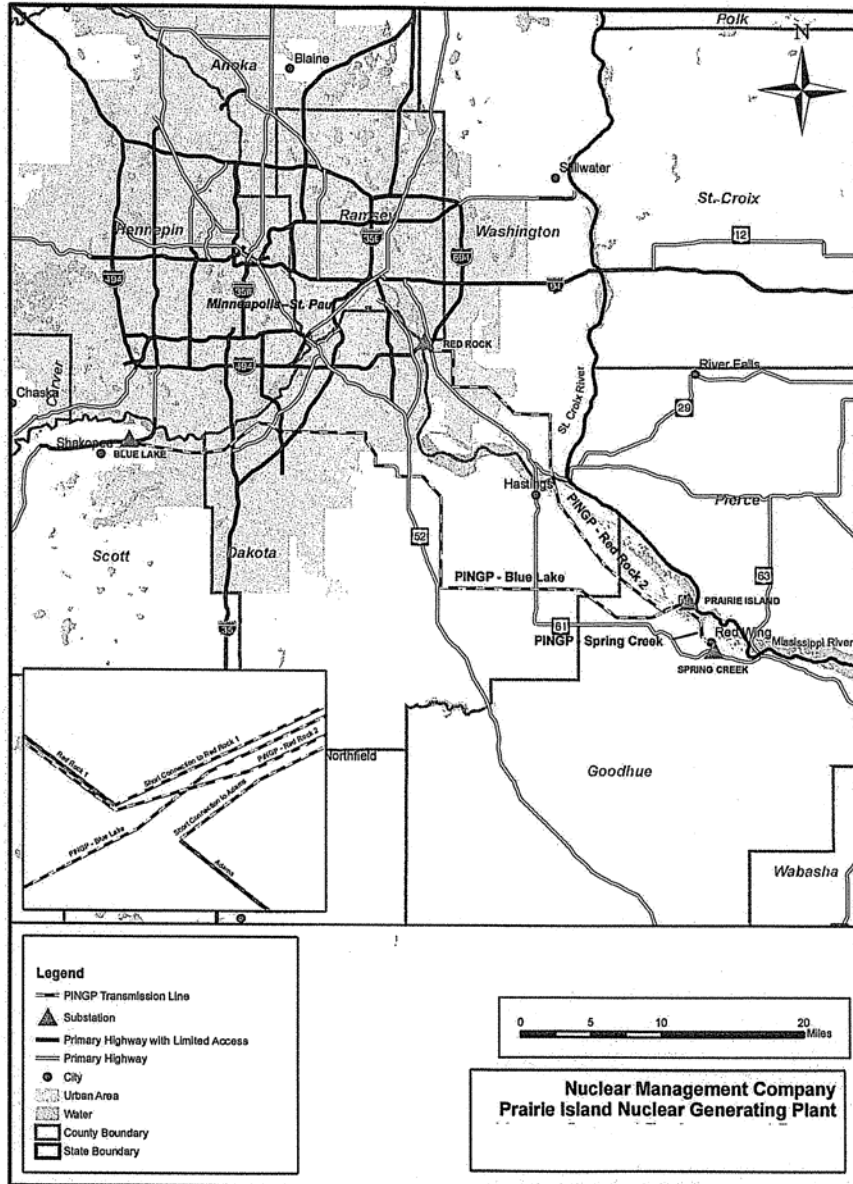 Polk
N
Anoka
Blaine
Stillwater
St. Croix
Hennepin
Ramsey
Washington
12
35E
694
494
35W
94
Minneapolis-St. Paul
RED ROCK
494
River Falls
Carver
Chaska
St. Croix River
29
Shakopee
BLUE LAKE
Hastings
Pierce
PINGP - Red Rock 2
52
Scott
Dakota
PINGP - Blue Lake
63
PRAIRIE ISLAND
35
61
Red Wing
PINGP - Spring Creek
Mississippi River
SPRING CREEK
Red Rock 1
Short Connection to Red Rock 1
PINGP - Red Rock 2
Northfield
PINGP - Blue Lake
Short Connection to Adams
Adams
Goodhue
Wabasha
Legend
PINGP Transmission Line
Substation
Primary Highway with Limited Access
Primary Highway
City
Urban Area
Water
County Boundary
State Boundary
0 5 10 20
Miles
Nuclear Management Company
Prairie Island Nuclear Generating Plant